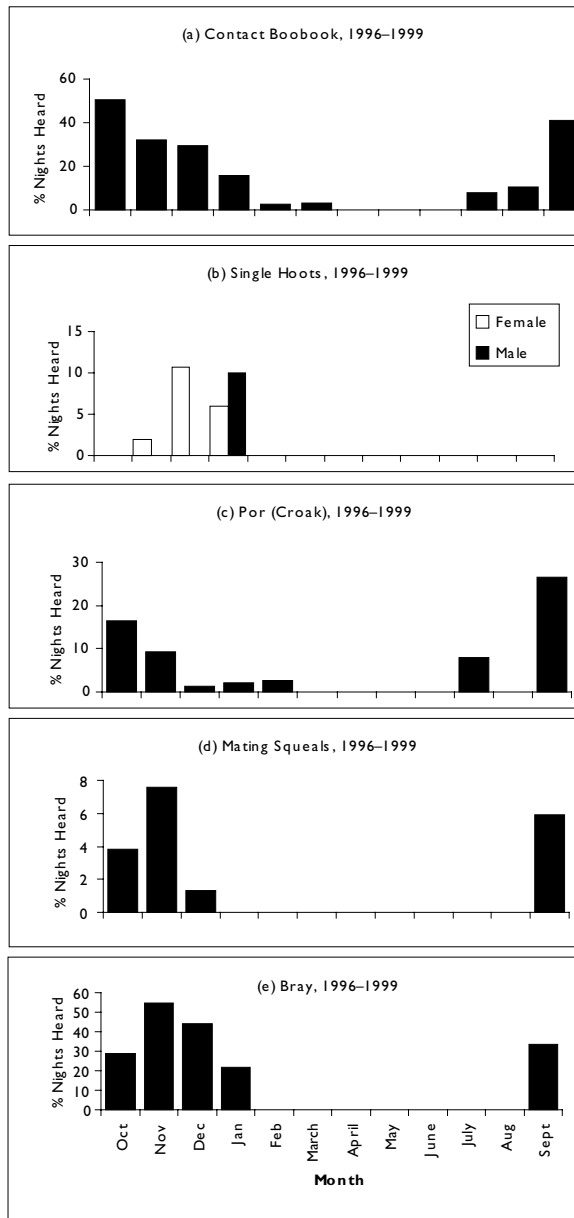 (a) Contact Boobook, 1996–1999
% Nights Heard
60
40
20
0
(b) Single Hoots, 1996–1999
% Nights Heard
15
10
5
0
Female
Male
(c) Por (Croak), 1996–1999
% Nights Heard
30
20
10
0
(d) Mating Squeals, 1996–1999
% Nights Heard
8
6
4
2
0
(e) Bray, 1996–1999
% Nights Heard
60
50
40
30
20
10
0
Oct
Nov
Dec
Jan
Feb
March
April
May
June
July
Aug
Sept
Month